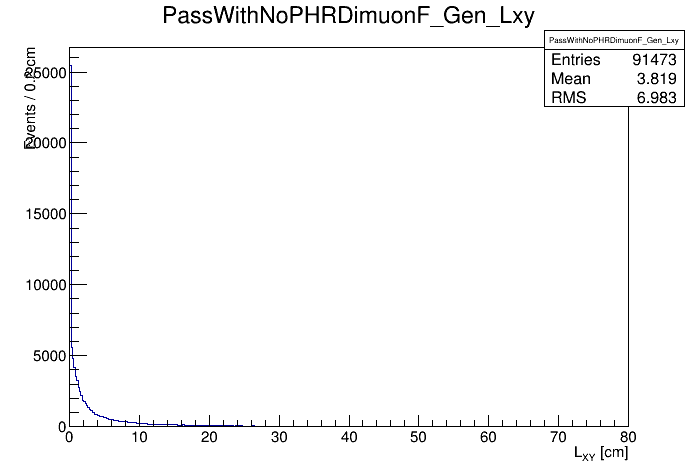 PassWithNoPHRDimuonF_Gen_Lxy
PassWithNoPHRDimuonF_Gen_Lxy
Entries 91473
Mean 3.819
RMS 6.983
25000
20000
15000
10000
5000
0
0 10 20 30 40 50 60 70 80
L_XY [cm]